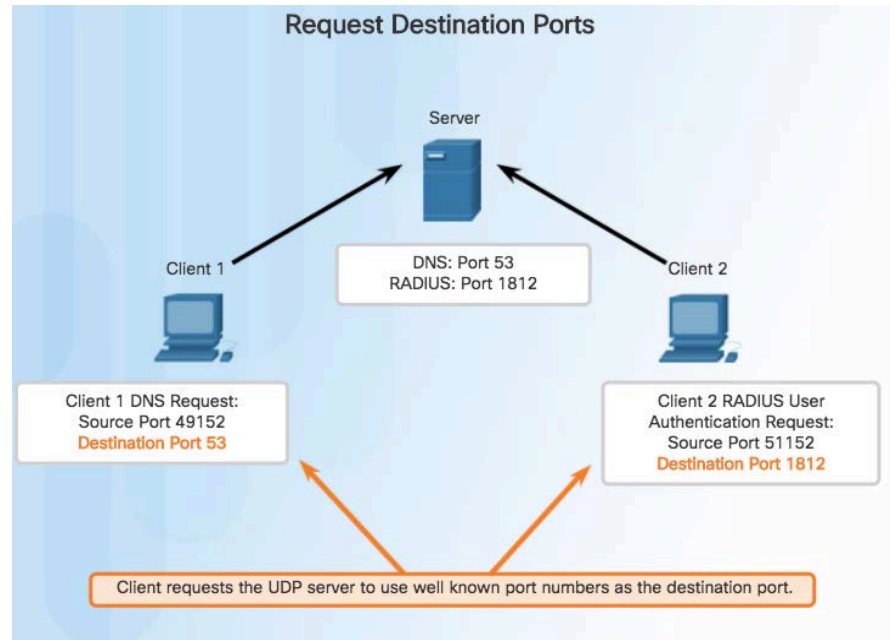 Request Destination Ports
Server
DNS: Port 53
RADIUS: Port 1812
Client 1
Client 2
Client 1 DNS Request:
Source Port 49152
Destination Port 53
Client 2 RADIUS User
Authentication Request:
Source Port 51152
Destination Port 1812
Client requests the UDP server to use well known port numbers as the destination port.